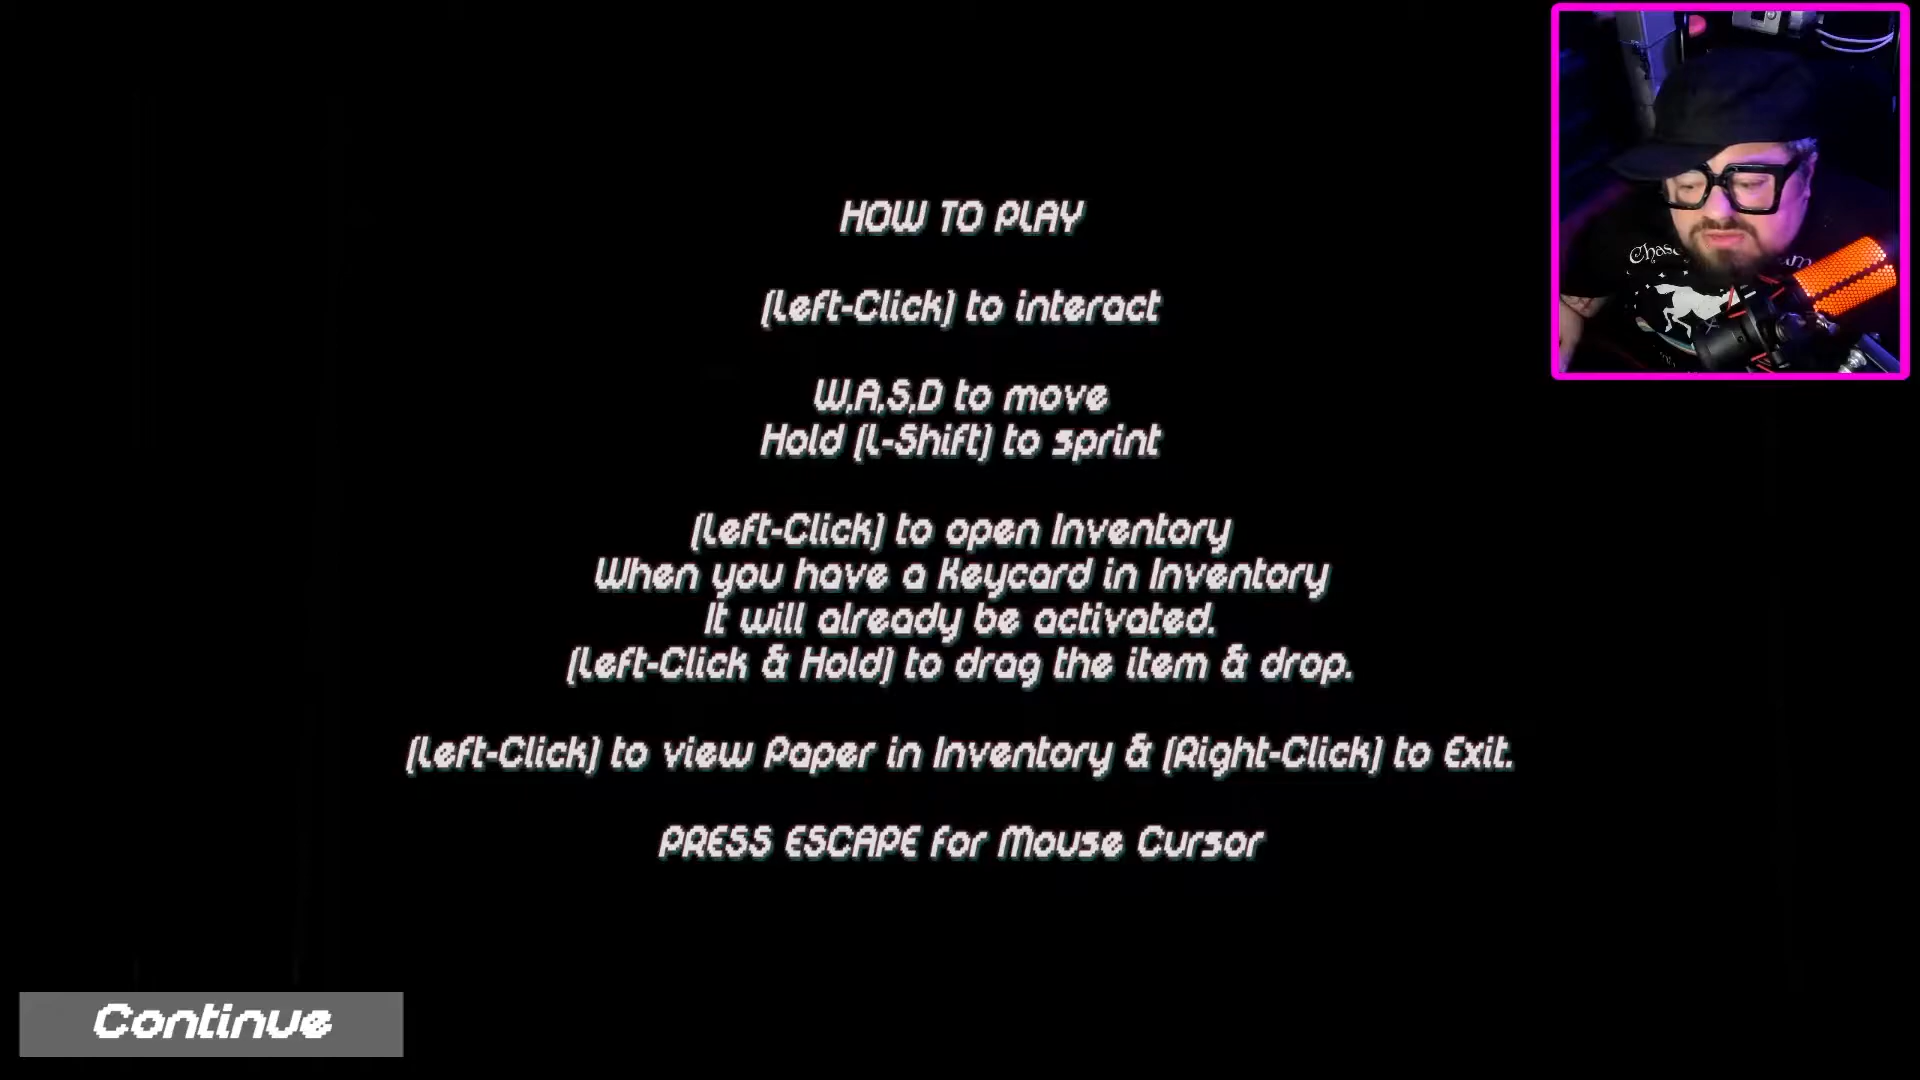 HOW TO PLAY
(Left-Click) to interact
W,A,S,D to move
Hold (L-Shift) to sprint
(Left-Click) to open Inventory
When you have a Keycard in Inventory
It will already be activated.
(Left-Click & Hold) to drag the item & drop.
(Left-Click) to view Paper in Inventory & (Right-Click) to Exit.
PRESS ESCAPE for Mouse Cursor
Continue